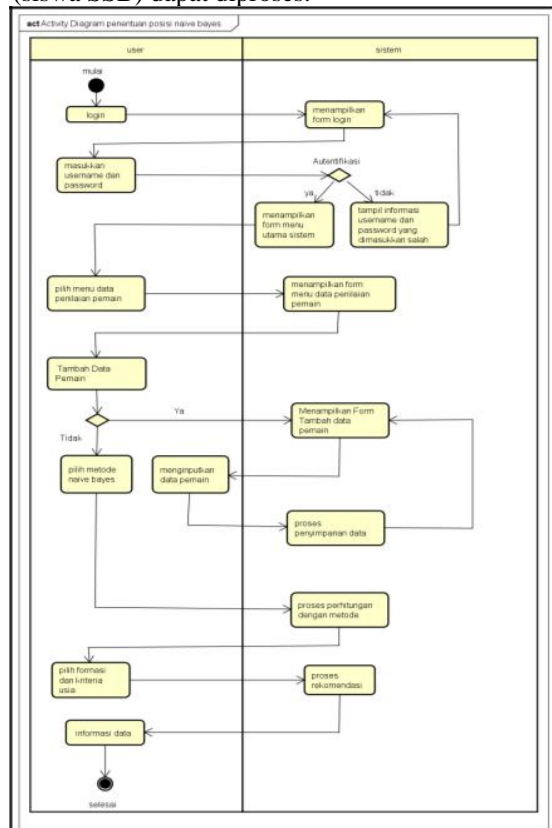 (siswa SSB) dapat diproses.
act Activity Diagram penentuan posisi naive bayes
user
sistem
mulai
login
menampilkan
form login
masukkan
username dan
password
Autentifikasi
ya
tidak
menampilkan
form menu
utama sistem
tampil informasi
username dan
password yang
dimasukkan salah
pilih menu data
penilaian pemain
menampilkan form
menu data penilaian
pemain
Tambah Data
Pemain
Ya
Tidak
Menampilkan Form
Tambah data
pemain
pilih metode
naive bayes
menginputkan
data pemain
proses
penyimpanan data
proses perhitungan
dengan metode
pilih formasi
dan kriteria
usia
proses
rekomendasi
informasi data
selesai